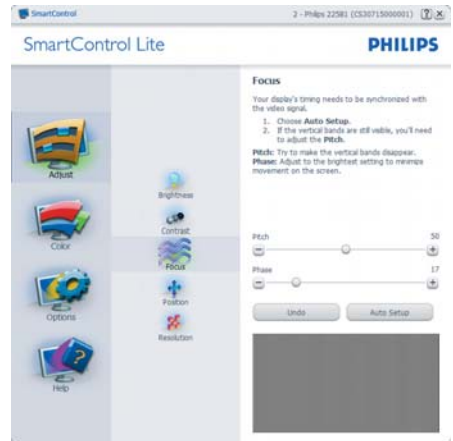 SmartControl
2 - Philips 225B1 (CS30715000001)
SmartControl Lite
PHILIPS
Adjust
Color
Options
Help
Brightness
Contrast
Focus
Position
Resolution
Focus
Your display's timing needs to be synchronized with
the video signal.
1. Choose Auto Setup.
2. If the vertical bands are still visible, you'll need
to adjust the Pitch.
Pitch: Try to make the vertical bands disappear.
Phase: Adjust to the brightest setting to minimize
movement on the screen.
Pitch 50
Phase 17
Undo
Auto Setup